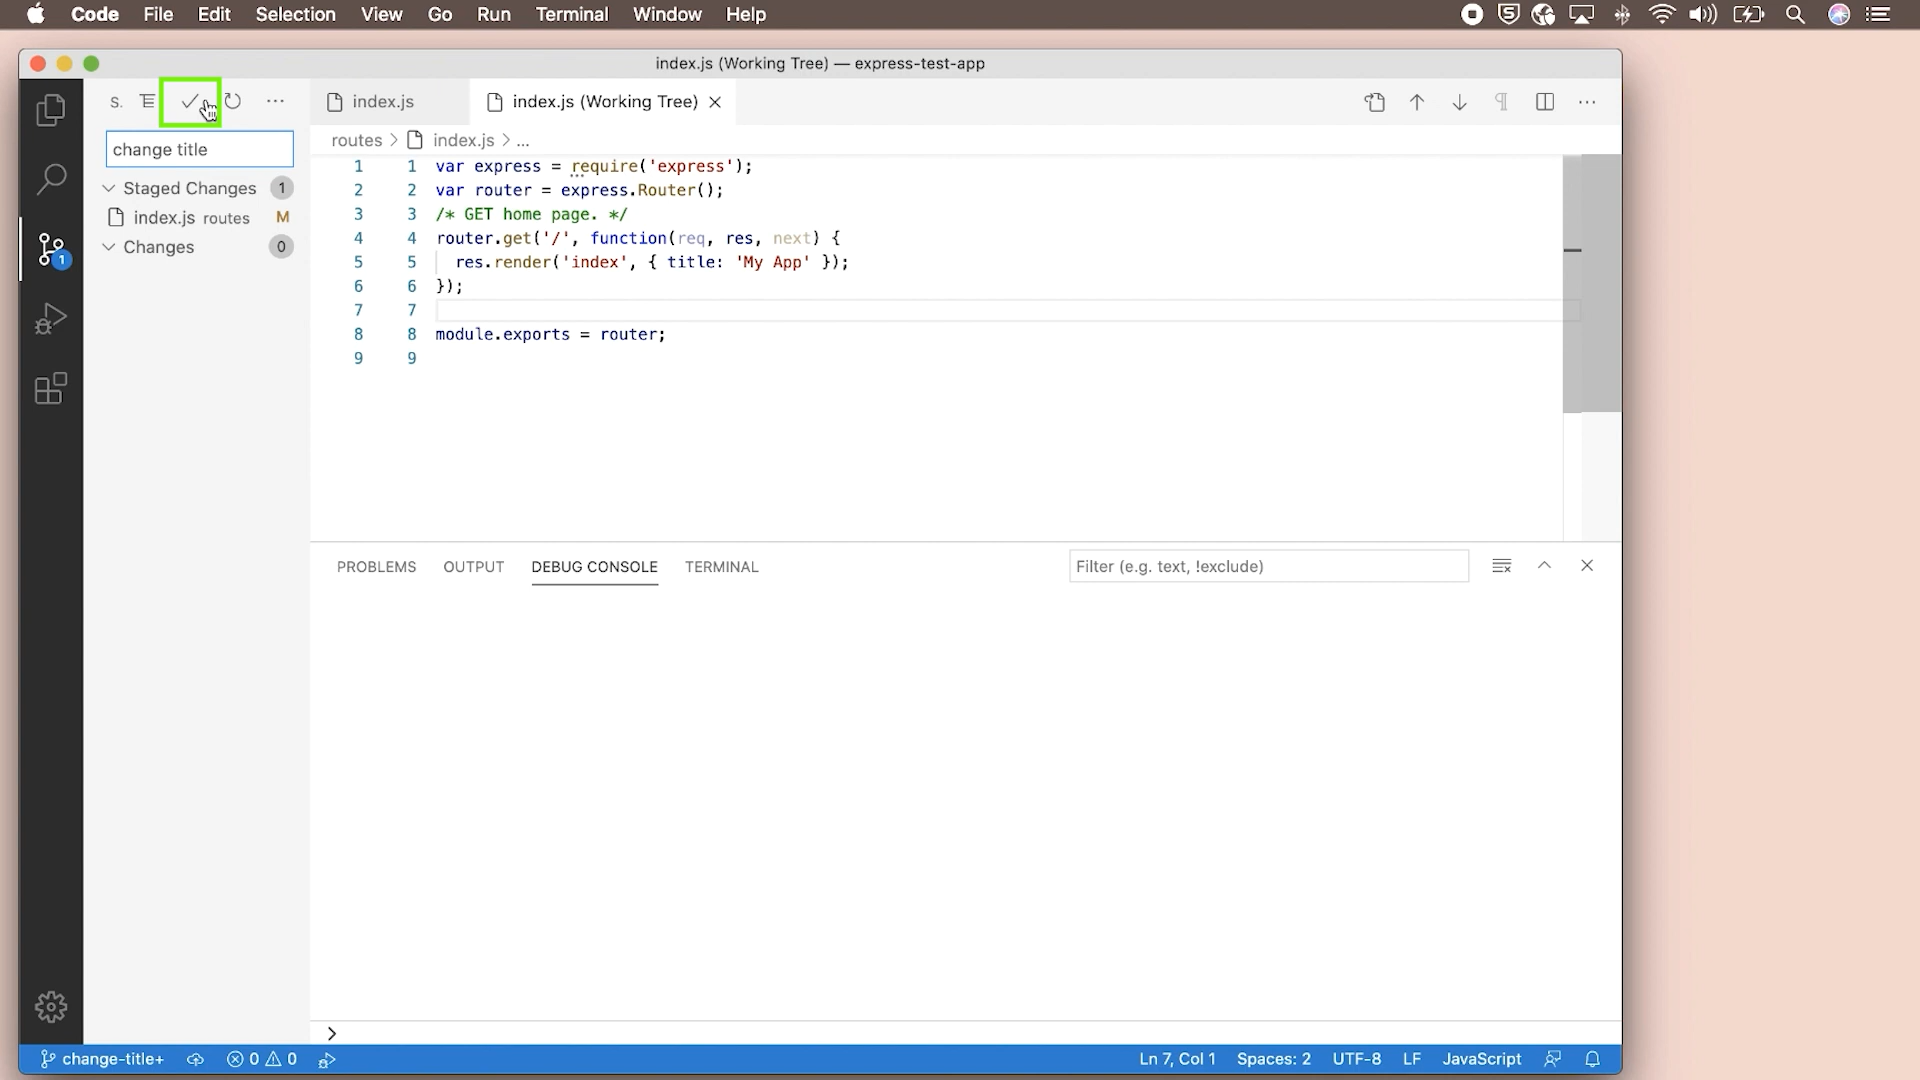 Code File Edit Selection View Go Run Terminal Window Help
index.js (Working Tree) — express-test-app
S.
index.js
index.js (Working Tree)
change title
routes > index.js > ...
Staged Changes 1
index.js routes M
Changes 0
1
1 1 var express = require('express');
2 2 var router = express.Router();
3 3 /* GET home page. */
4 4 router.get('/', function(req, res, next) {
5 5 res.render('index', { title: 'My App' });
6 6 });
7 7
8 8 module.exports = router;
9 9
PROBLEMS OUTPUT DEBUG CONSOLE TERMINAL
Filter (e.g. text, !exclude)
>
change-title+ 0 0 Ln 7, Col 1 Spaces: 2 UTF-8 LF JavaScript